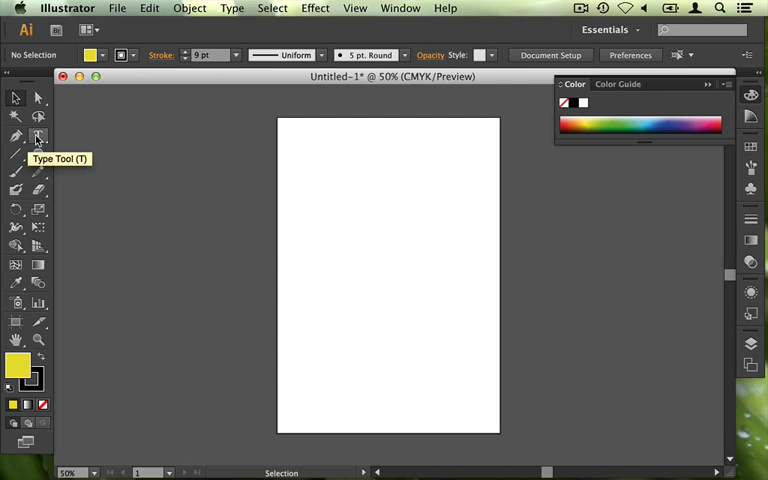 Illustrator File Edit Object Type Select Effect View Window Help
Ai Br Essentials
No Selection Stroke: 9 pt Uniform 5 pt. Round Opacity Style: Document Setup Preferences
Untitled-1* @ 50% (CMYK/Preview)
Color Color Guide
T
Type Tool (T)
50% 1 Selection